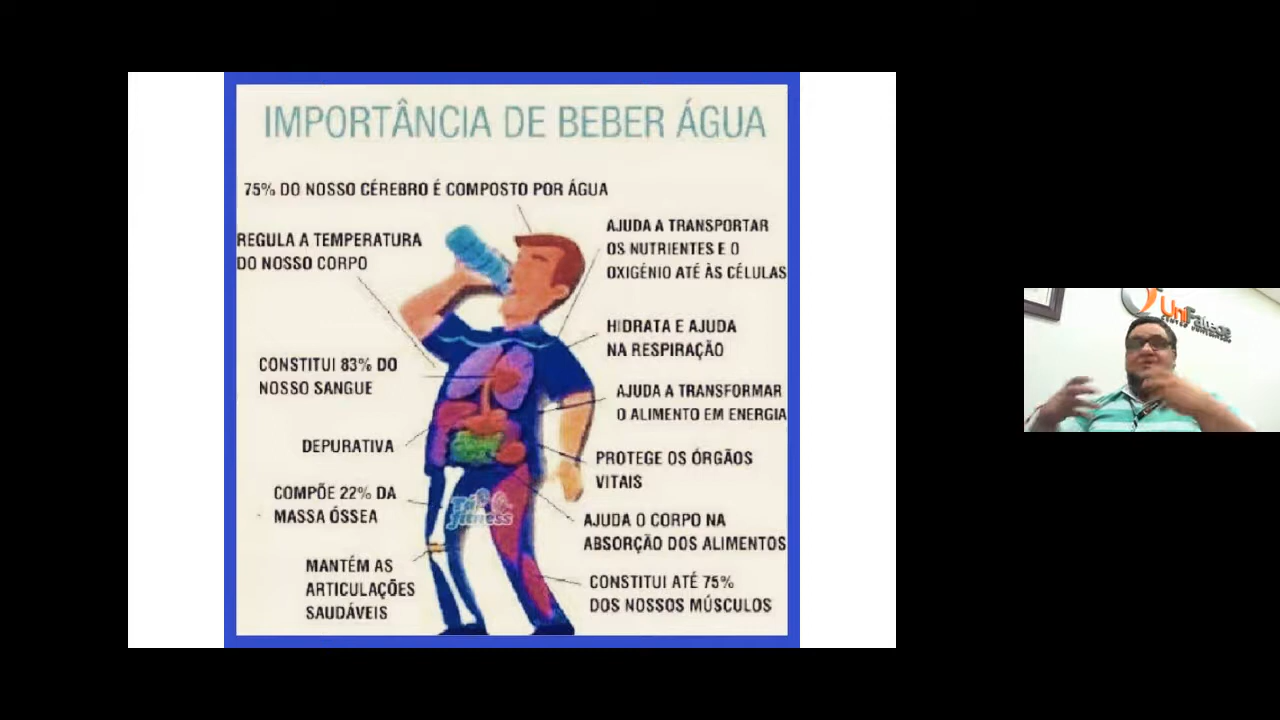 IMPORTÂNCIA DE BEBER ÁGUA
75% DO NOSSO CÉREBRO É COMPOSTO POR ÁGUA
REGULA A TEMPERATURA
DO NOSSO CORPO
CONSTITUI 83% DO
NOSSO SANGUE
DEPURATIVA
COMPÕE 22% DA
MASSA ÓSSEA
MANTÉM AS
ARTICULAÇÕES
SAUDÁVEIS
AJUDA A TRANSPORTAR
OS NUTRIENTES E O
OXIGÉNIO ATÉ ÀS CÉLULAS
HIDRATA E AJUDA
NA RESPIRAÇÃO
AJUDA A TRANSFORMAR
O ALIMENTO EM ENERGIA
PROTEGE OS ÓRGÃOS
VITAIS
AJUDA O CORPO NA
ABSORÇÃO DOS ALIMENTOS
CONSTITUI ATÉ 75%
DOS NOSSOS MÚSCULOS
fitness
UniFatecie